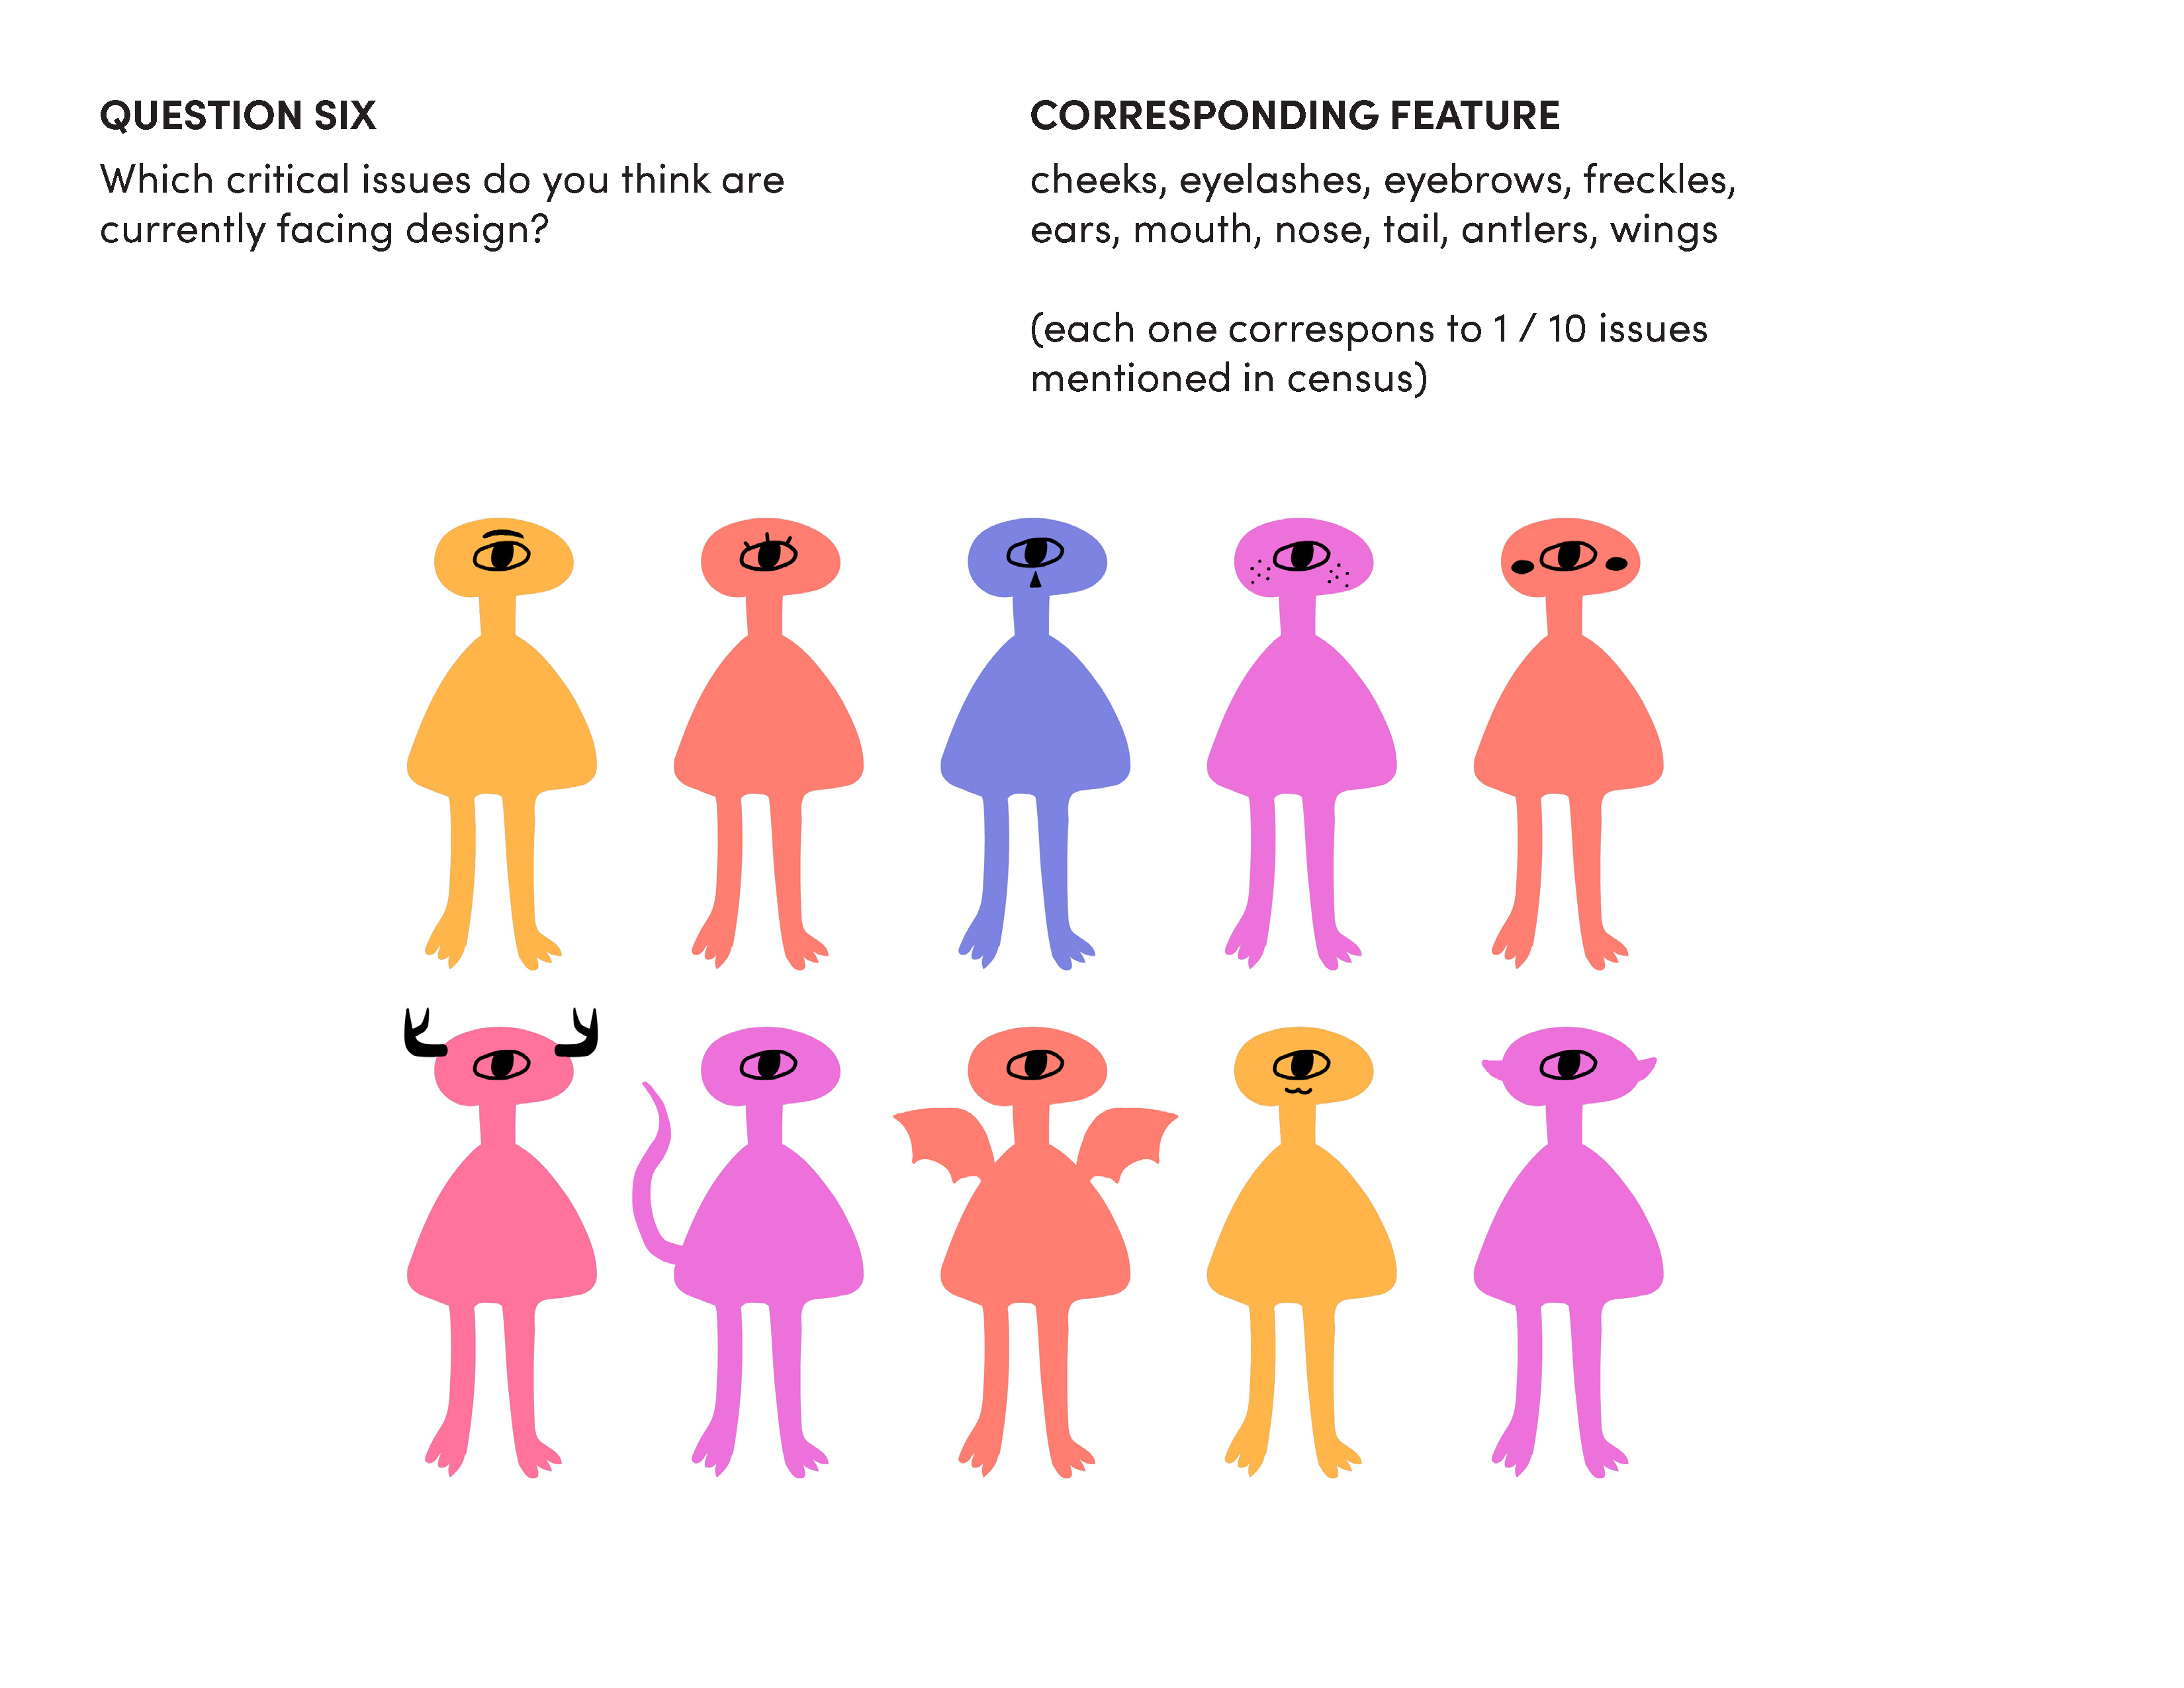 QUESTION SIX
Which critical issues do you think are
currently facing design?
CORRESPONDING FEATURE
cheeks, eyelashes, eyebrows, freckles,
ears, mouth, nose, tail, antlers, wings
(each one correspons to 1 / 10 issues
mentioned in census)